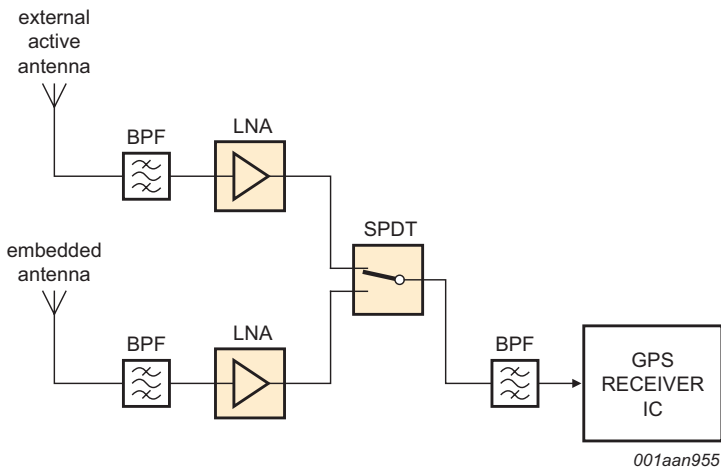 external
active
antenna
BPF
LNA
SPDT
embedded
antenna
BPF
LNA
BPF
GPS
RECEIVER
IC
001aan955